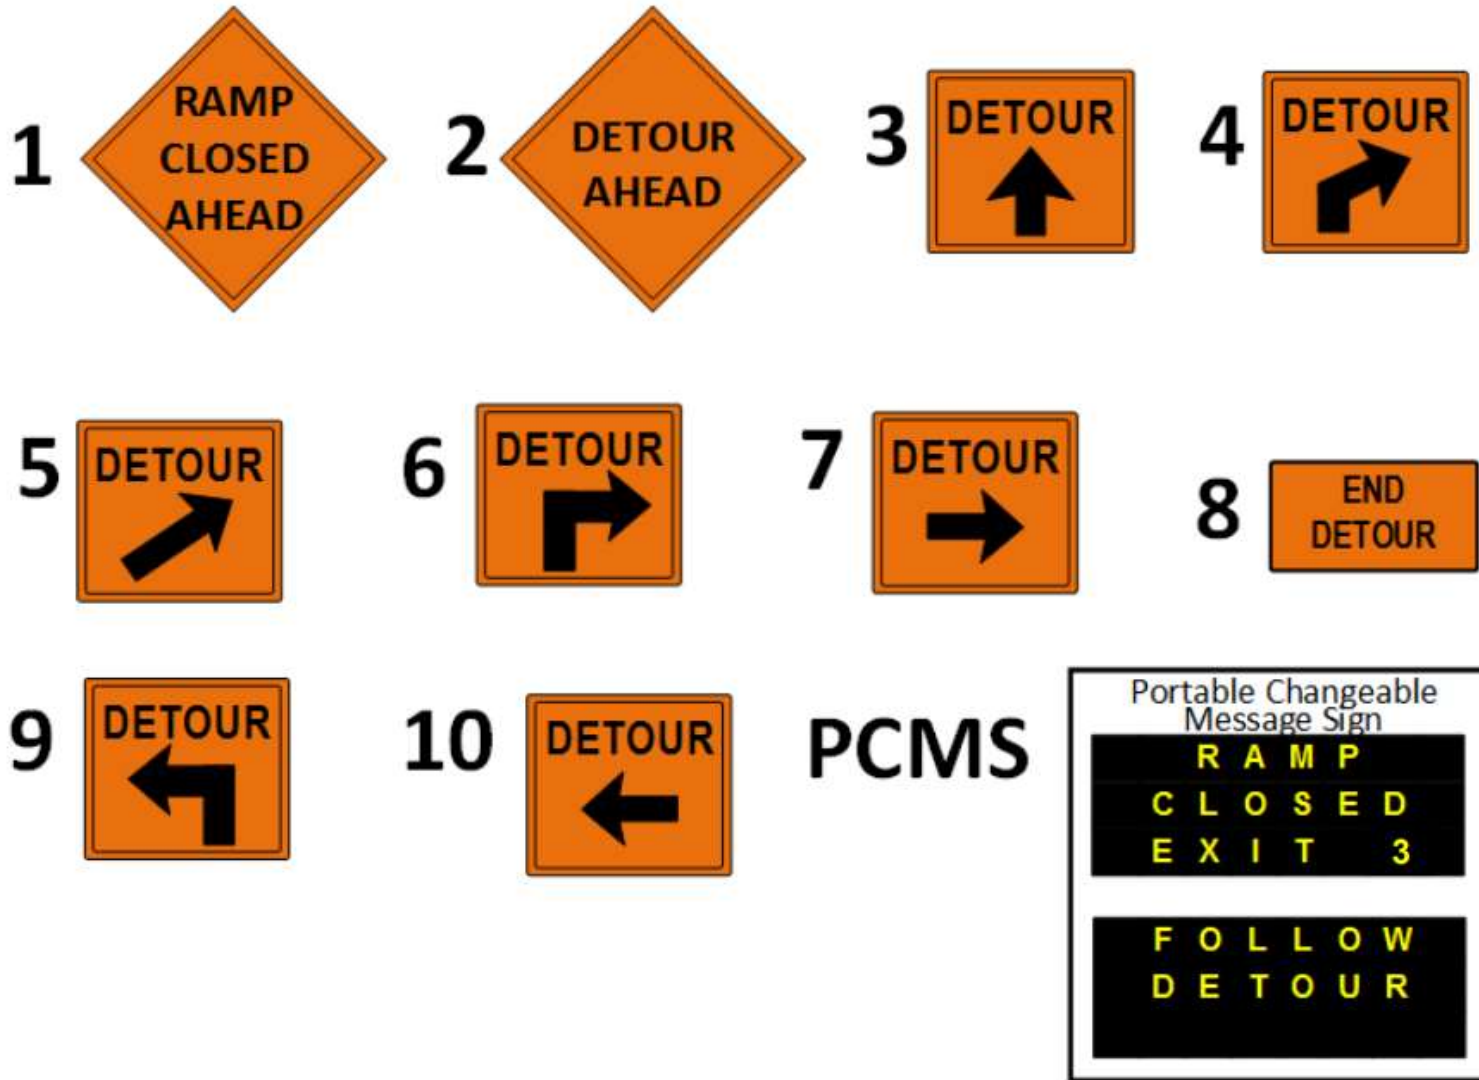 1
RAMP
CLOSED
AHEAD
2
DETOUR
AHEAD
3
DETOUR
4
DETOUR
5
DETOUR
6
DETOUR
7
DETOUR
8
END
DETOUR
9
DETOUR
10
DETOUR
PCMS
Portable Changeable
Message Sign
RAMP
CLOSED
EXIT 3
FOLLOW
DETOUR